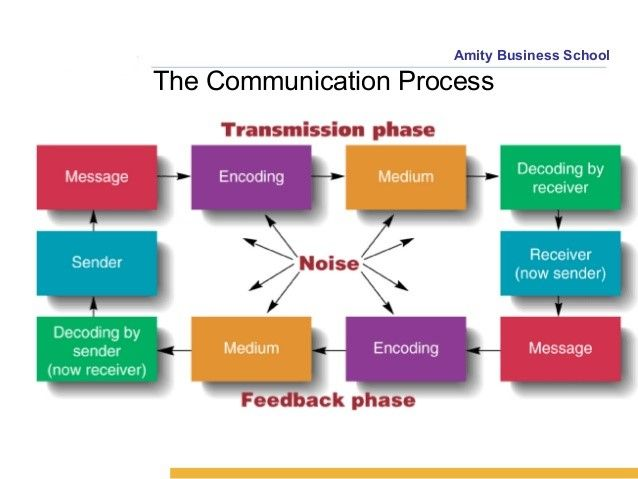 Amity Business School
The Communication Process
Transmission phase
Message
Encoding
Medium
Decoding by
receiver
Sender
Noise
Receiver
(now sender)
Decoding by
sender
(now receiver)
Medium
Encoding
Message
Feedback phase